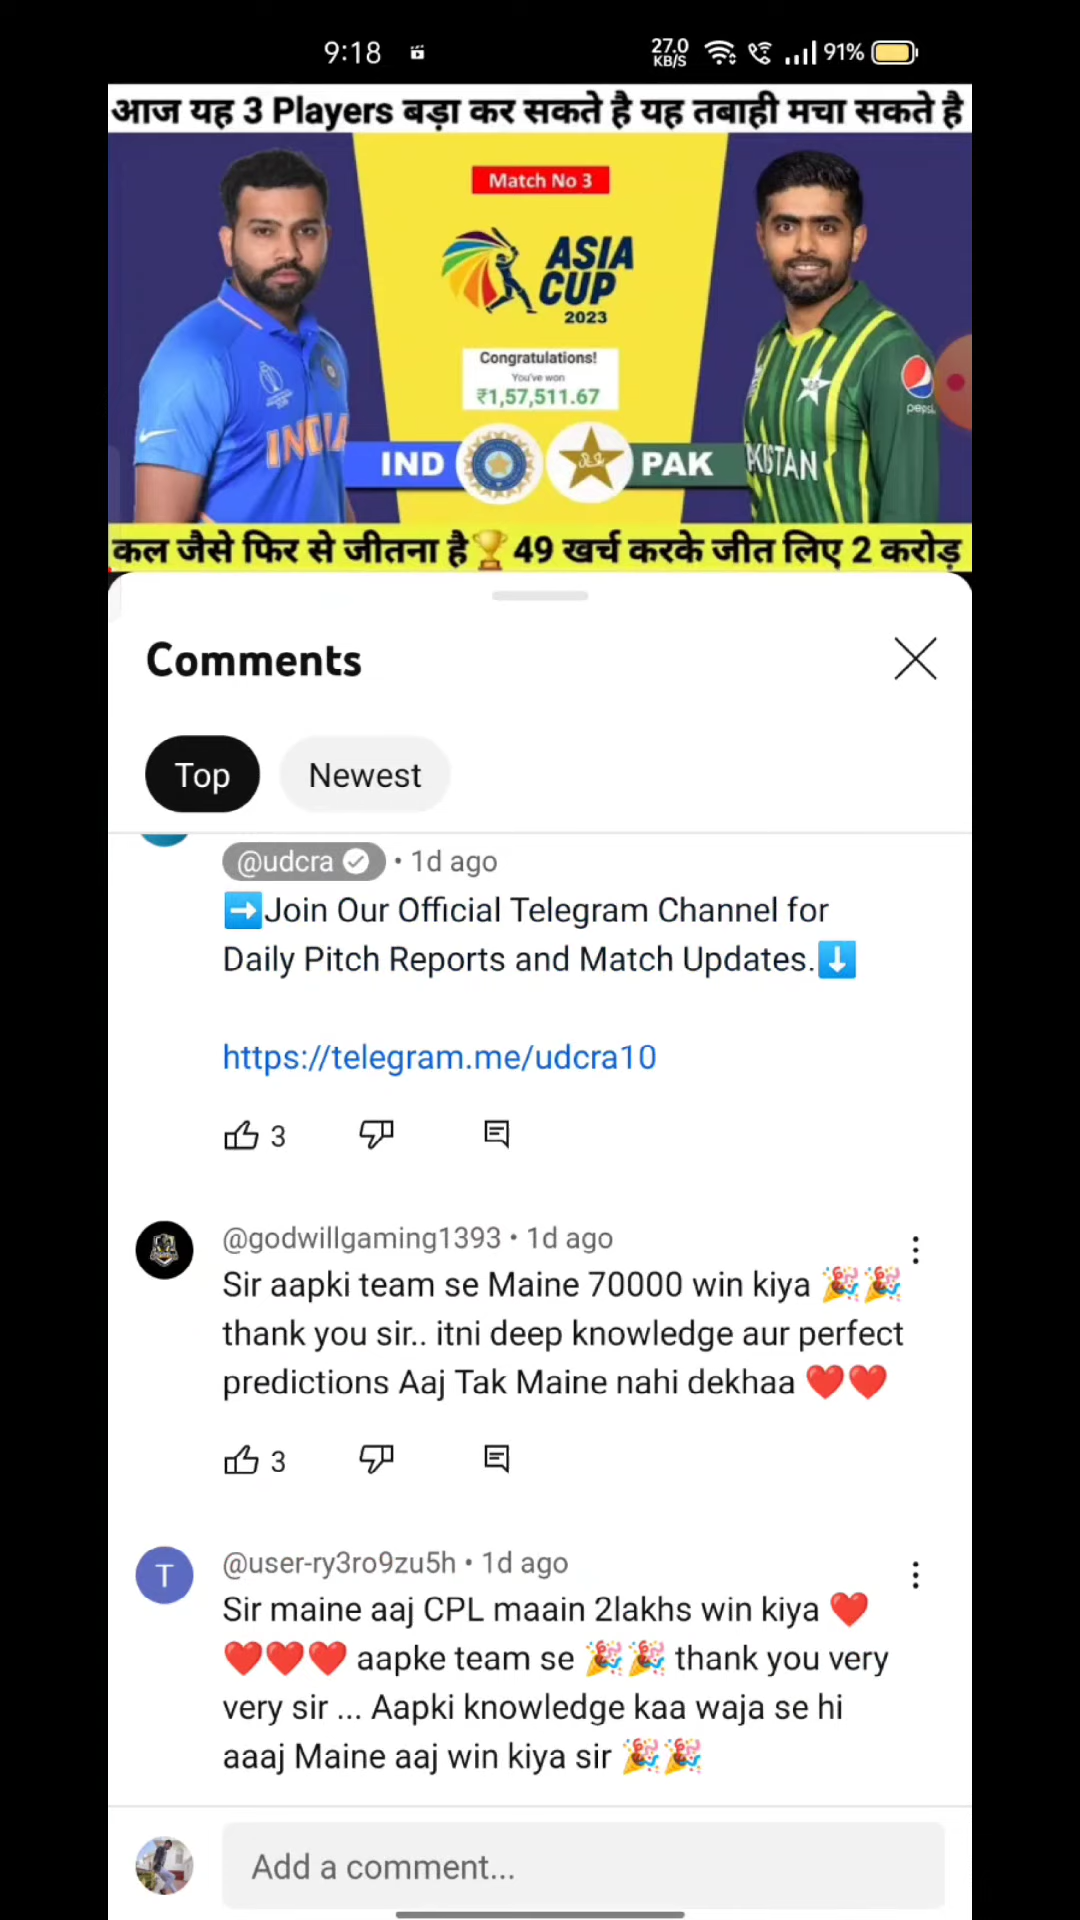 9:18
27.0
KB/S
91%
आज यह 3 Players बड़ा कर सकते है यह तबाही मचा सकते है
Match No 3
ASIA
CUP
2023
Congratulations!
You've won
₹1,57,511.67
INDIA
IND
PAK
pepsi
कल जैसे फिर से जीतना है🏆49 खर्च करके जीत लिए 2 करोड़
Comments
Top
Newest
@udcra • 1d ago
➡️Join Our Official Telegram Channel for
Daily Pitch Reports and Match Updates.⬇️
https://telegram.me/udcra10
3
@godwillgaming1393 • 1d ago
Sir aapki team se Maine 70000 win kiya 🎉🎉
thank you sir.. itni deep knowledge aur perfect
predictions Aaj Tak Maine nahi dekhaa ❤️❤️
3
T
@user-ry3ro9zu5h • 1d ago
Sir maine aaj CPL maain 2lakhs win kiya ❤️
❤️❤️❤️ aapke team se 🎉🎉 thank you very
very sir ... Aapki knowledge kaa waja se hi
aaaj Maine aaj win kiya sir 🎉🎉
Add a comment...